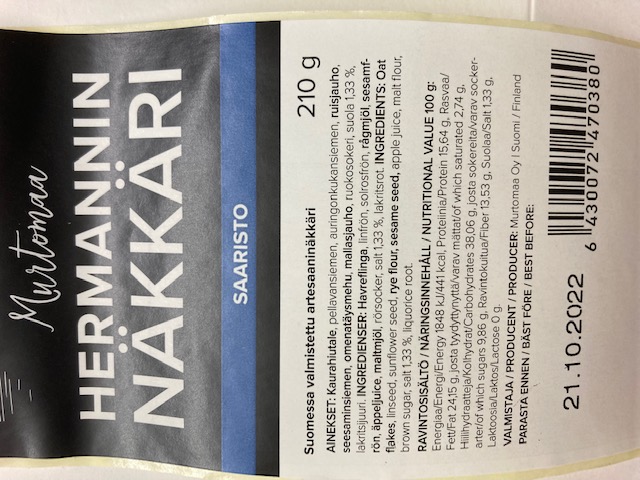 Murtomaa
HERMANNIN
NÄKKÄRI
SAARISTO
Suomessa valmistettu artesaaninäkkäri 210 g
AINEKSET: Kaurahiutale, pellavansiemen, auringonkukansiemen, ruisjauho,
seesaminsiemen, omenatäysmehu, mallasjauho, ruokosokeri, suola 1,33 %,
lakritsijuuri. INGREDIENSER: Havreflinga, linfrön, solrosfrön, rågmjöl, sesamf-
rön, äppeljuice, maltmjöl, rörsocker, salt 1,33 %, lakritsrot. INGREDIENTS: Oat
flakes, linseed, sunflower seed, rye flour, sesame seed, apple juice, malt flour,
brown sugar, salt 1,33 %, liquorice root.
RAVINTOSISÄLTÖ / NÄRINGSINNEHÅLL / NUTRITIONAL VALUE 100 g:
Energiaa/Energi/Energy 1848 kJ/441 kcal, Proteiinia/Protein 15,64 g, Rasvaa/
Fett/Fat 24,15 g, josta tyydyttynyttä/varav mättat/of which saturated 2,74 g,
Hiilihydraatteja/Kolhydrat/Carbohydrates 38,06 g, josta sokereita/varav socker-
arter/of which sugars 9,86 g, Ravintokuitua/Fiber 13,53 g, Suolaa/Salt 1,33 g,
Laktoosia/Laktos/Lactose 0 g.
VALMISTAJA / PRODUCENT / PRODUCER: Murtomaa Oy | Suomi / Finland
PARASTA ENNEN / BÄST FÖRE / BEST BEFORE:
21.10.2022
6 430072 470380